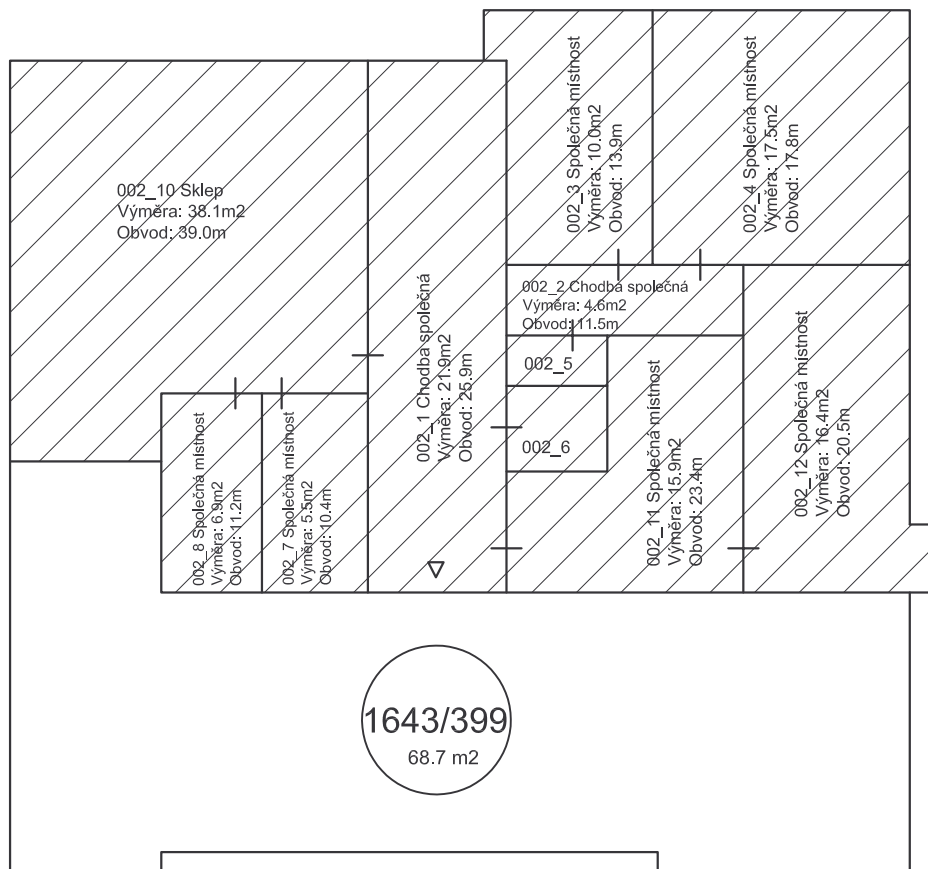 002_10 Sklep
Výměra: 38.1m2
Obvod: 39.0m
002_3 Společná místnost
Výměra: 10.0m2
Obvod: 13.9m
002_4 Společná místnost
Výměra: 17.5m2
Obvod: 17.8m
002_2 Chodba společná
Výměra: 4.6m2
Obvod: 11.5m
002_1 Chodba společná
Výměra: 21.9m2
Obvod: 25.9m
002_5
002_6
002_8 Společná místnost
Výměra: 6.9m2
Obvod: 11.2m
002_7 Společná místnost
Výměra: 5.5m2
Obvod: 10.4m
002_11 Společná místnost
Výměra: 15.9m2
Obvod: 23.4m
002_12 Společná místnost
Výměra: 16.4m2
Obvod: 20.5m
1643/399
68.7 m2